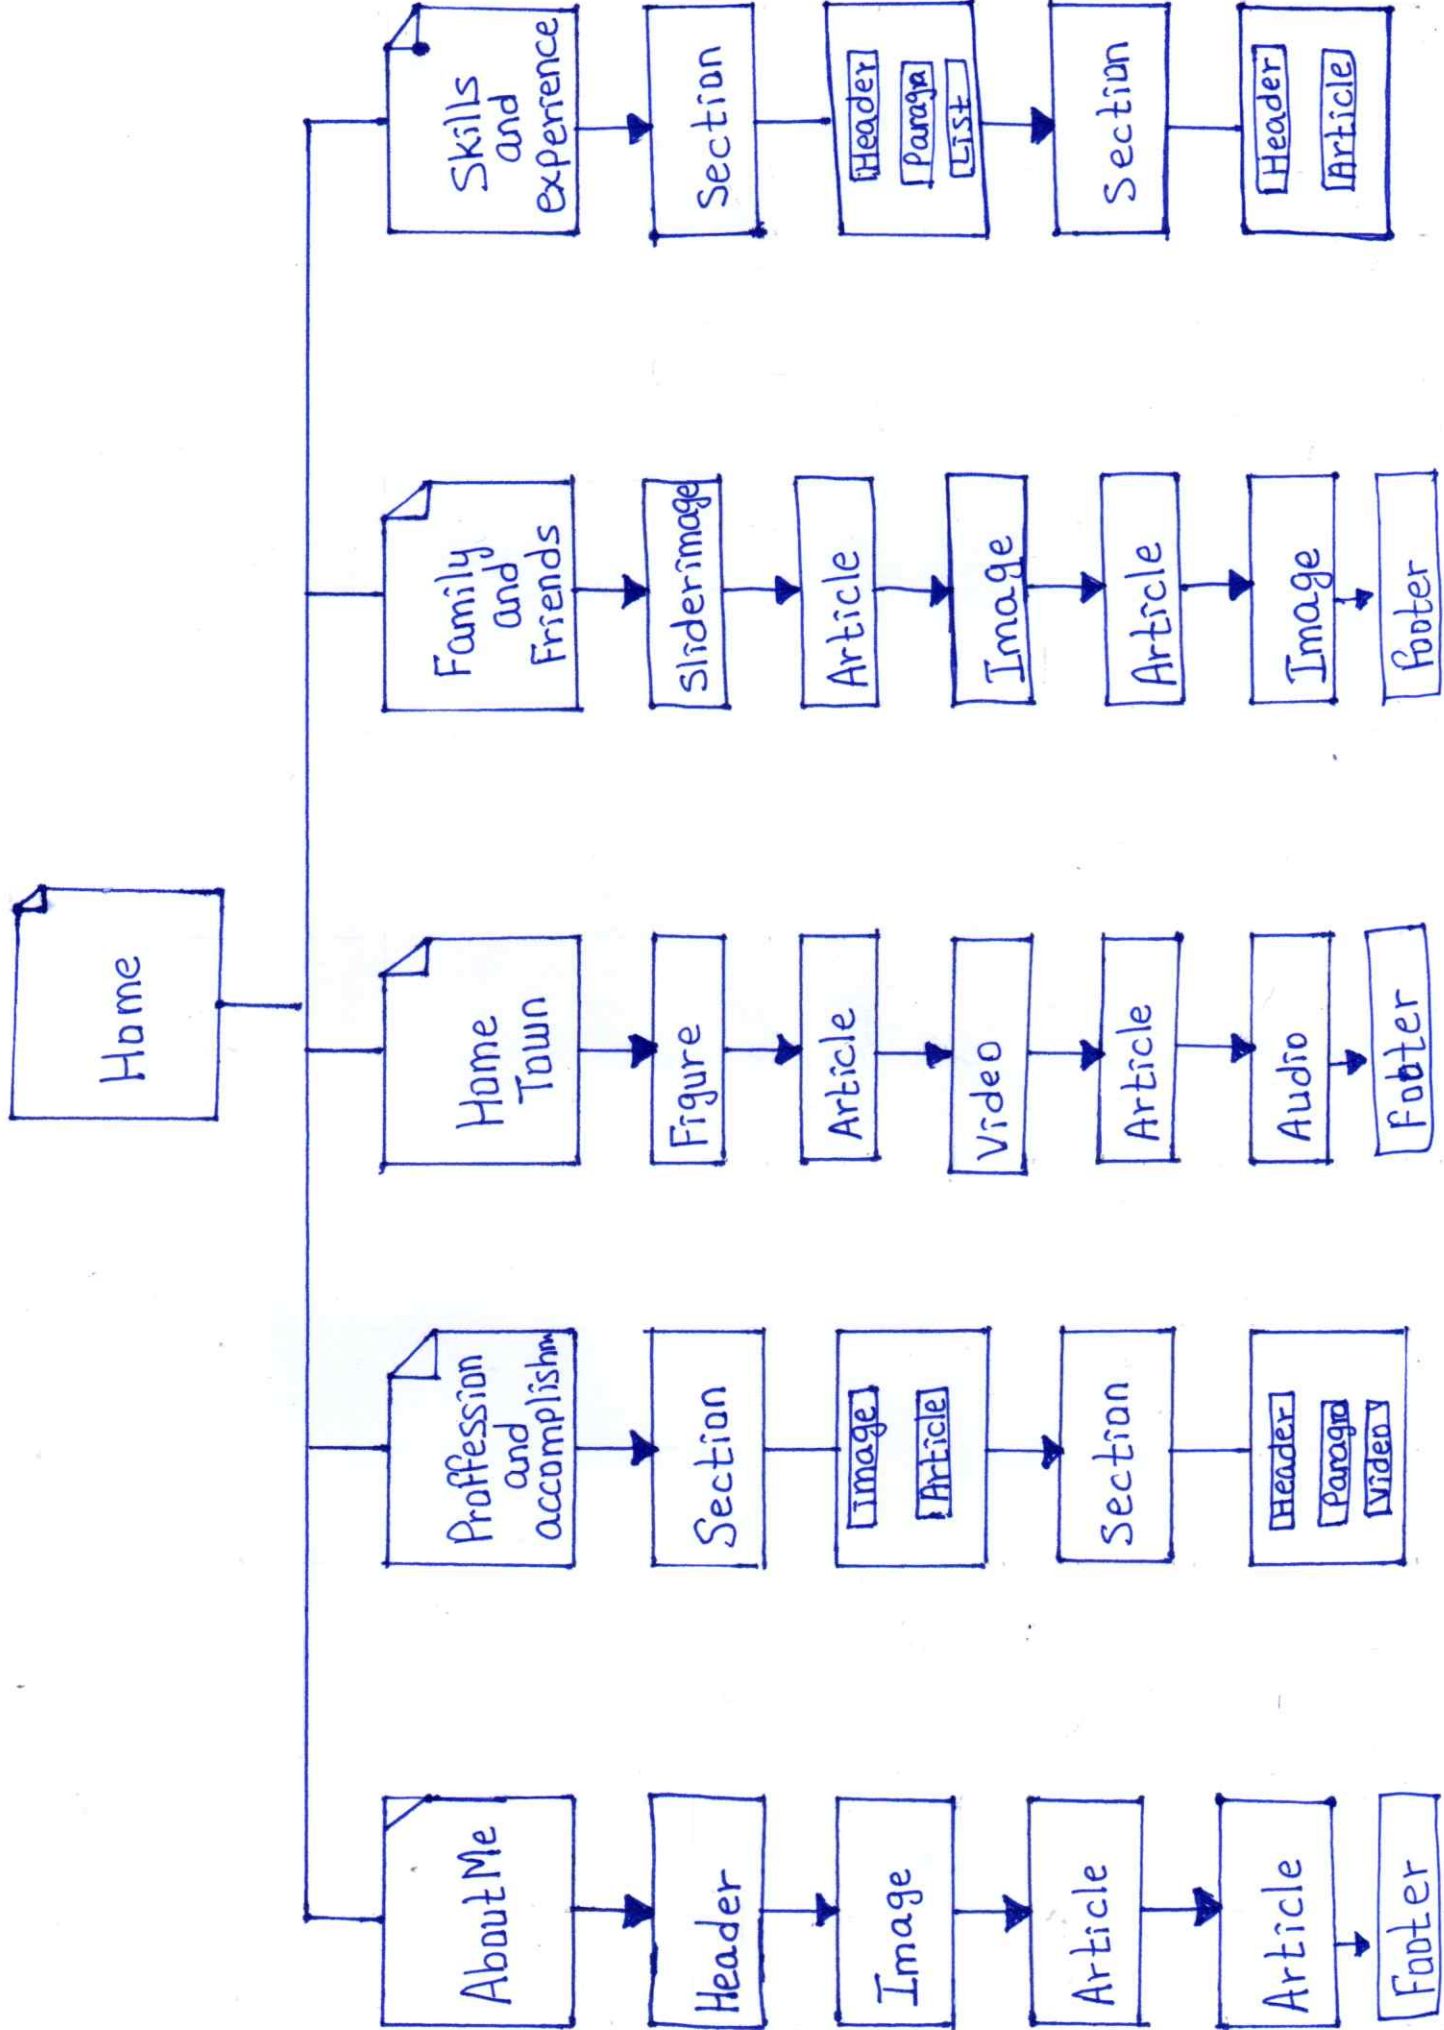 Home
About Me
Header
Image
Article
Article
Footer
Proffession
and
accomplishm
Section
image
Article
Section
Header
Paragra
Video
Home
Town
Figure
Article
Video
Article
Audio
Footer
Family
and
Friends
Sliderimage
Article
Image
Article
Image
Footer
Skills
and
experience
Section
Header
Paragra
List
Section
Header
Article